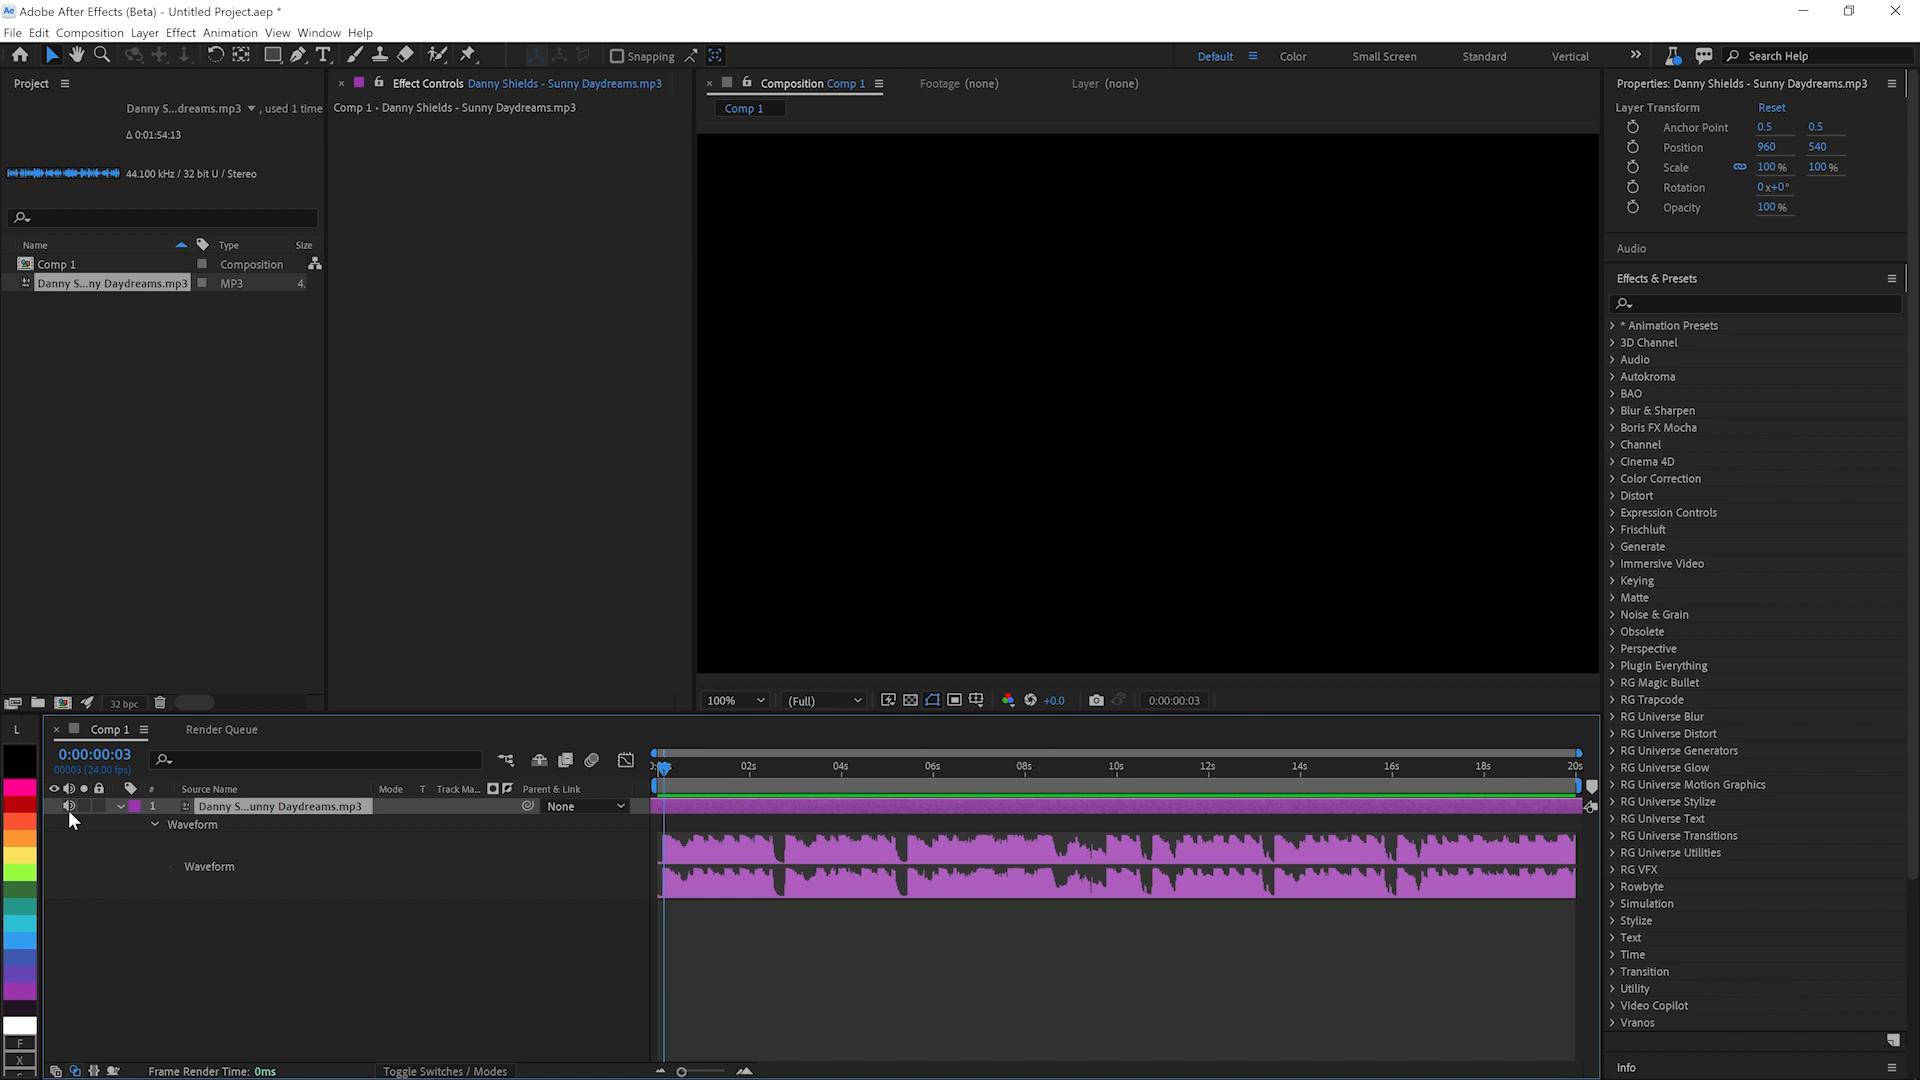 Ae Adobe After Effects (Beta) - Untitled Project.aep *
File Edit Composition Layer Effect Animation View Window Help
Snapping
Default Color Small Screen Standard Vertical Search Help
Project
Danny S...dreams.mp3 , used 1 time
Δ 0:01:54:13
44.100 kHz / 32 bit U / Stereo
Name Type Size
Comp 1 Composition
Danny S...ny Daydreams.mp3 MP3 4.
32 bpc
Effect Controls Danny Shields - Sunny Daydreams.mp3
Comp 1 - Danny Shields - Sunny Daydreams.mp3
Composition Comp 1 Footage (none) Layer (none)
Comp 1
100% (Full) +0.0 0:00:00:03
Properties: Danny Shields - Sunny Daydreams.mp3
Layer Transform Reset
Anchor Point 0.5 0.5
Position 960 540
Scale 100 % 100 %
Rotation 0x+0°
Opacity 100 %
Audio
Effects & Presets
* Animation Presets
3D Channel
Audio
Autokroma
BAO
Blur & Sharpen
Boris FX Mocha
Channel
Cinema 4D
Color Correction
Distort
Expression Controls
Frischluft
Generate
Immersive Video
Keying
Matte
Noise & Grain
Obsolete
Perspective
Plugin Everything
RG Magic Bullet
RG Trapcode
RG Universe Blur
RG Universe Distort
RG Universe Generators
RG Universe Glow
RG Universe Motion Graphics
RG Universe Stylize
RG Universe Text
RG Universe Transitions
RG Universe Utilities
RG VFX
Rowbyte
Simulation
Stylize
Text
Time
Transition
Utility
Video Copilot
Vranos
Info
L
F
X
Comp 1 Render Queue
0:00:00:03
00003 (24.00 fps)
02s 04s 06s 08s 10s 12s 14s 16s 18s 20s
# Source Name Mode T Track Ma... Parent & Link
1 Danny S...unny Daydreams.mp3 None
Waveform
Waveform
Frame Render Time: 0ms Toggle Switches / Modes